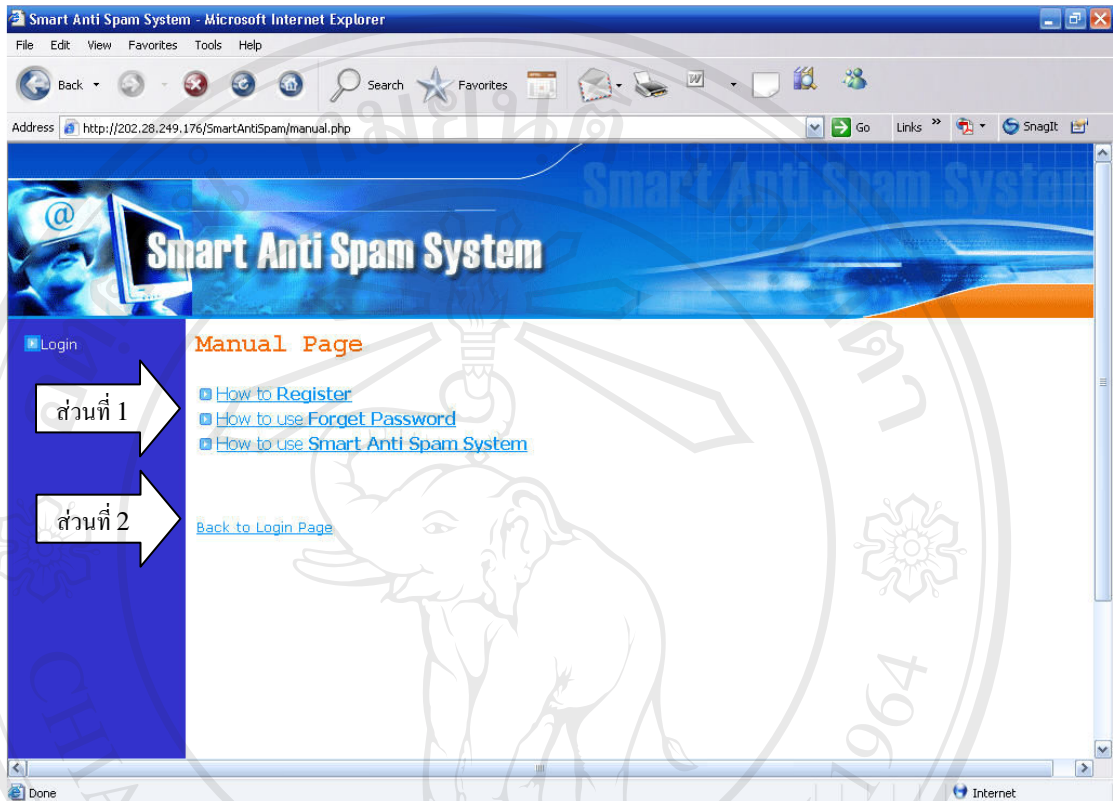 Smart Anti Spam System - Microsoft Internet Explorer
File Edit View Favorites Tools Help
Back Search Favorites
Address http://202.28.249.176/SmartAntiSpam/manual.php Go Links » SnagIt
Smart Anti Spam System
Smart Anti Spam System
Login
Manual Page
How to Register
ส่วนที่ 1
How to use Forget Password
How to use Smart Anti Spam System
ส่วนที่ 2
Back to Login Page
1964
Done Internet